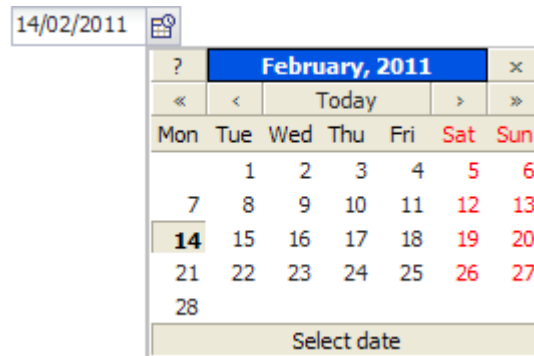 14/02/2011
? February, 2011 ×
« ‹ Today › »
Mon Tue Wed Thu Fri Sat Sun
1 2 3 4 5 6
7 8 9 10 11 12 13
14 15 16 17 18 19 20
21 22 23 24 25 26 27
28
Select date